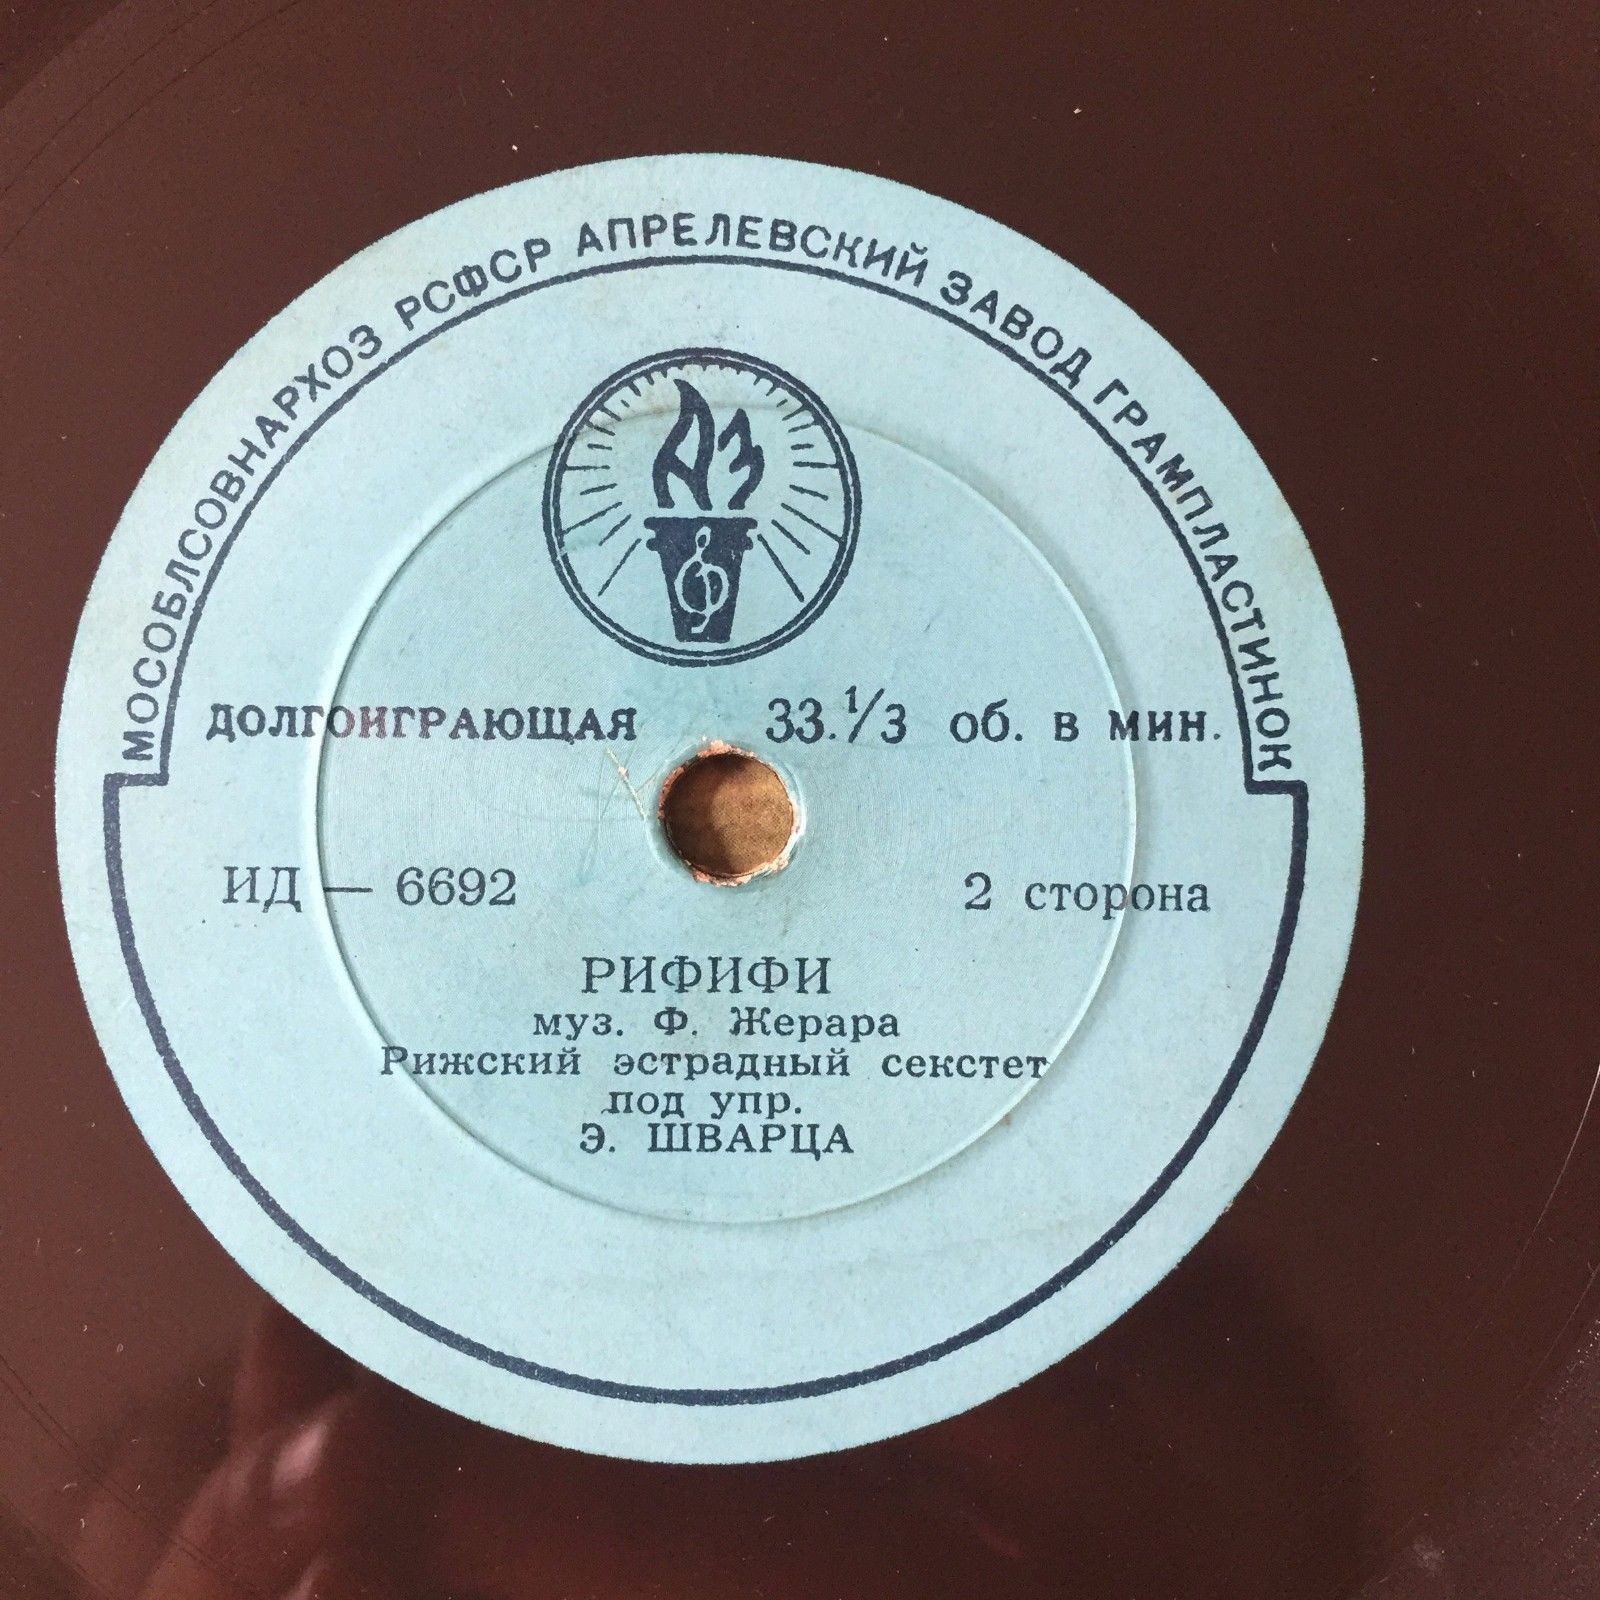 МОСОБЛСОВНАРХОЗ РСФСР АПРЕЛЕВСКИЙ ЗАВОД ГРАМПЛАСТИНОК
АЗ
ДОЛГОИГРАЮЩАЯ 33.1/3 об. в мин.
ИД — 6692 2 сторона
РИФИФИ
муз. Ф. Жерара
Рижский эстрадный секстет
под упр.
Э. ШВАРЦА